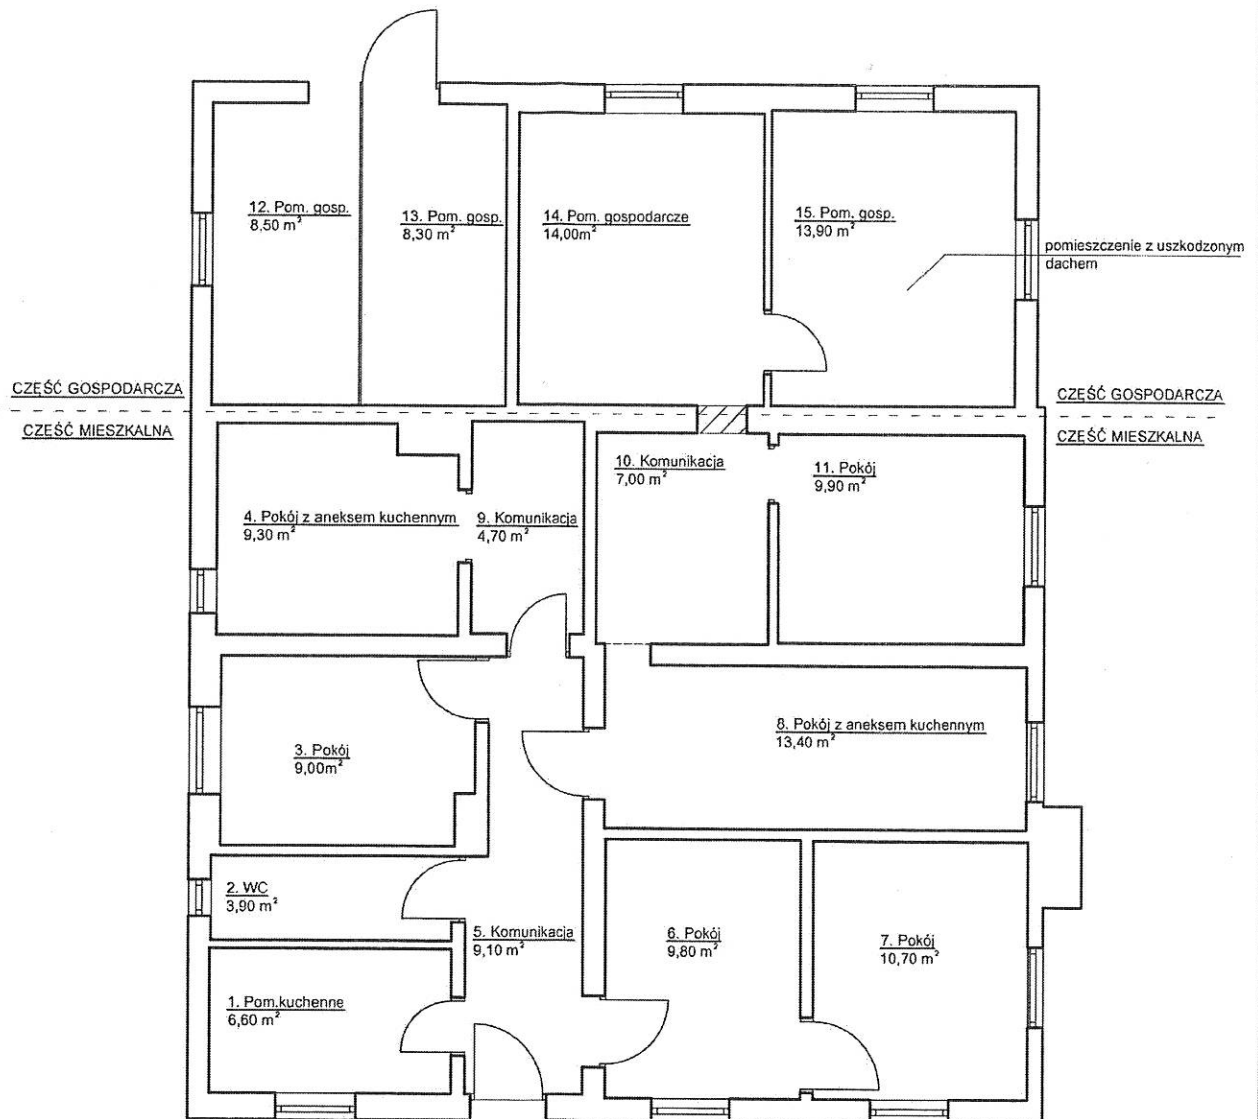 12. Pom. gosp.
8,50 m²
13. Pom. gosp.
8,30 m²
14. Pom. gospodarcze
14,00m²
15. Pom. gosp.
13,90 m²
pomieszczenie z uszkodzonym
dachem
CZĘŚĆ GOSPODARCZA
CZĘŚĆ MIESZKALNA
CZĘŚĆ GOSPODARCZA
CZĘŚĆ MIESZKALNA
4. Pokój z aneksem kuchennym
9,30 m²
9. Komunikacja
4,70 m²
10. Komunikacja
7,00 m²
11. Pokój
9,90 m²
3. Pokój
9,00m²
8. Pokój z aneksem kuchennym
13,40 m²
2. WC
3,90 m²
5. Komunikacja
9,10 m²
6. Pokój
9,80 m²
7. Pokój
10,70 m²
1. Pom.kuchenne
6,60 m²